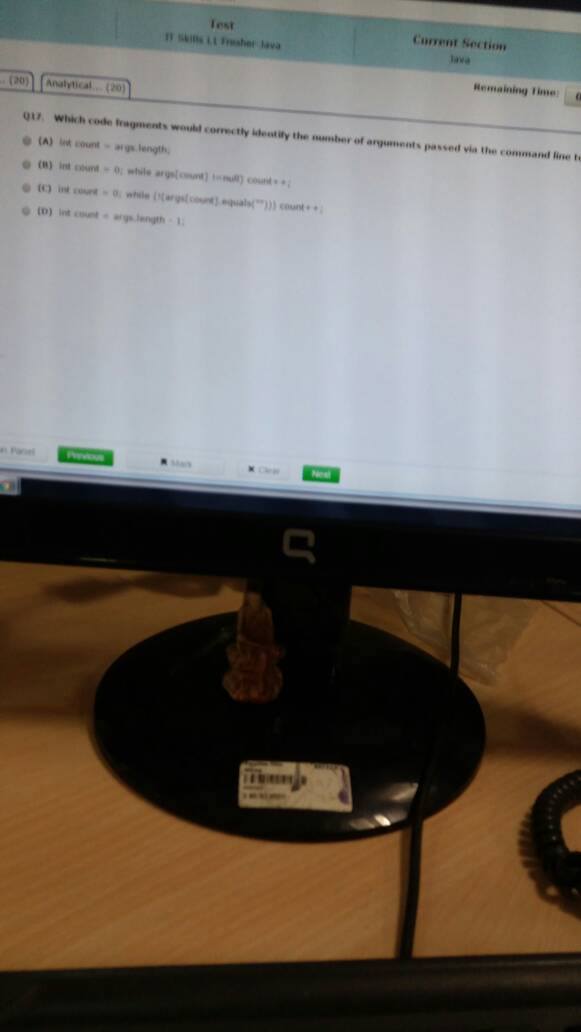 Test
IT Skills L1 Fresher Java
Current Section
Java
... (20)
Analytical... (20)
Remaining Time:
Q17. Which code fragments would correctly identify the number of arguments passed via the command line to
(A) int count = args.length;
(B) int count = 0; while args[count] !=null) count++;
(C) int count = 0; while (!(args[count].equals(""))) count++;
(D) int count = args.length - 1;
Panel
Previous
Mark
Clear
Next